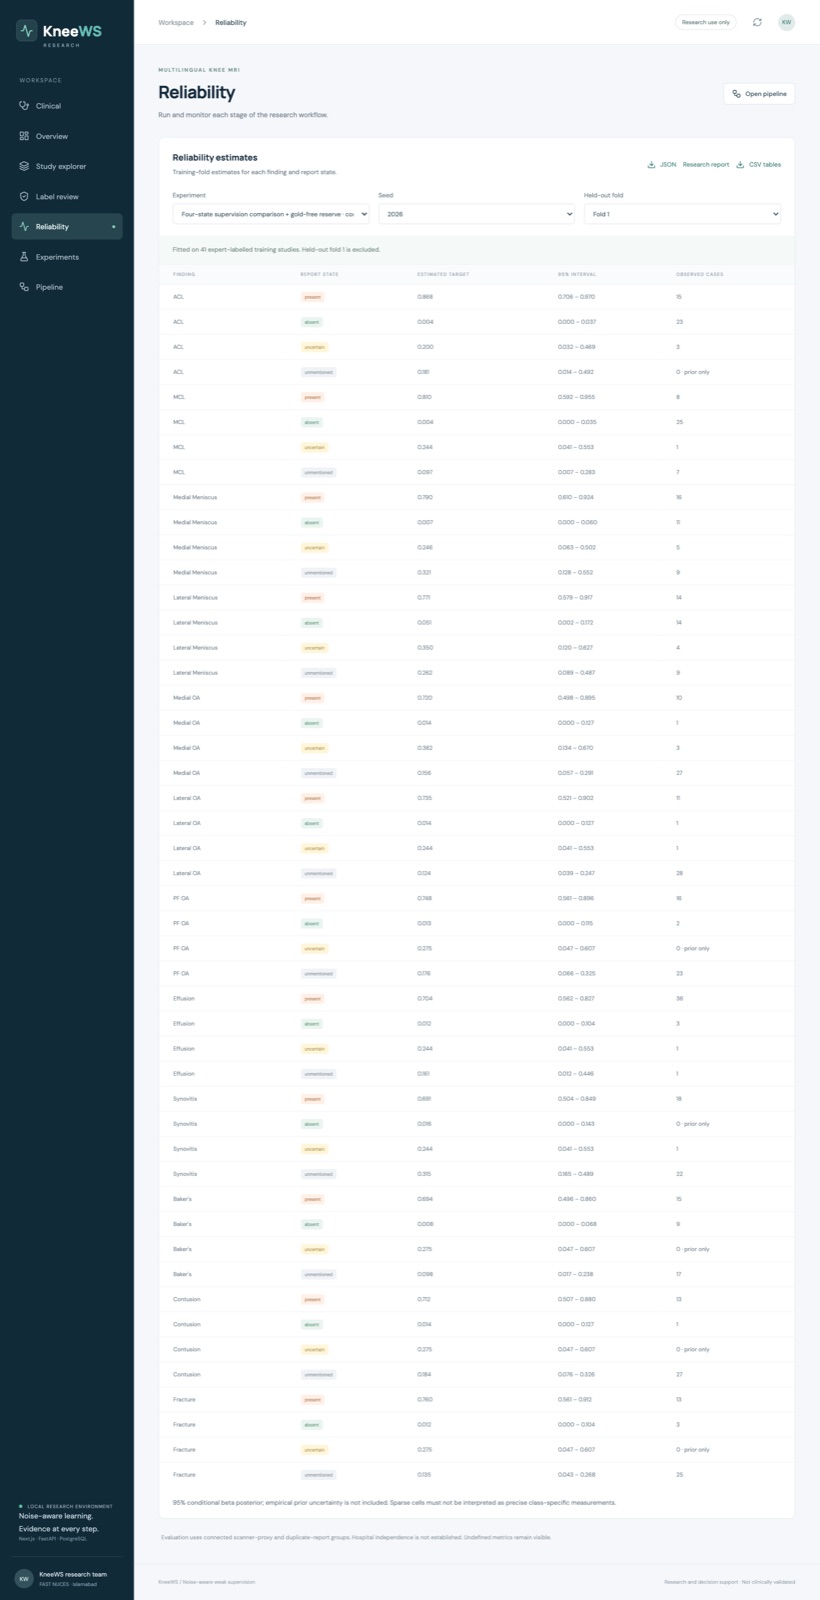 KneeWS
RESEARCH
WORKSPACE
Clinical
Overview
Study explorer
Label review
Reliability
Experiments
Pipeline
LOCAL RESEARCH ENVIRONMENT
Noise-aware learning.
Evidence at every step.
Next.js · FastAPI · PostgreSQL
KW
KneeWS research team
FAST NUCES · Islamabad
Workspace > Reliability
Research use only
KW
MULTILINGUAL KNEE MRI
Reliability
Run and monitor each stage of the research workflow.
Open pipeline
Reliability estimates
Training-fold estimates for each finding and report state.
JSON Research report CSV tables
Experiment Seed Held-out fold
Four-state supervision comparison + gold-free reserve · co 2026 Fold 1
Fitted on 41 expert-labelled training studies. Held-out fold 1 is excluded.
FINDING REPORT STATE ESTIMATED TARGET 95% INTERVAL OBSERVED CASES
ACL present 0.869 0.706 – 0.970 15
ACL absent 0.004 0.000 – 0.037 23
ACL uncertain 0.200 0.032 – 0.469 3
ACL unmentioned 0.181 0.014 – 0.492 0 · prior only
MCL present 0.810 0.592 – 0.955 8
MCL absent 0.004 0.000 – 0.035 25
MCL uncertain 0.244 0.041 – 0.553 1
MCL unmentioned 0.097 0.007 – 0.283 7
Medial Meniscus present 0.790 0.610 – 0.924 16
Medial Meniscus absent 0.007 0.000 – 0.060 11
Medial Meniscus uncertain 0.246 0.063 – 0.502 5
Medial Meniscus unmentioned 0.321 0.128 – 0.552 9
Lateral Meniscus present 0.771 0.579 – 0.917 14
Lateral Meniscus absent 0.051 0.002 – 0.172 14
Lateral Meniscus uncertain 0.350 0.120 – 0.627 4
Lateral Meniscus unmentioned 0.262 0.089 – 0.487 9
Medial OA present 0.720 0.498 – 0.895 10
Medial OA absent 0.014 0.000 – 0.127 1
Medial OA uncertain 0.382 0.134 – 0.670 3
Medial OA unmentioned 0.156 0.057 – 0.291 27
Lateral OA present 0.735 0.521 – 0.902 11
Lateral OA absent 0.014 0.000 – 0.127 1
Lateral OA uncertain 0.244 0.041 – 0.553 1
Lateral OA unmentioned 0.124 0.039 – 0.247 28
PF OA present 0.748 0.561 – 0.896 16
PF OA absent 0.013 0.000 – 0.115 2
PF OA uncertain 0.275 0.047 – 0.607 0 · prior only
PF OA unmentioned 0.176 0.066 – 0.325 23
Effusion present 0.704 0.562 – 0.827 36
Effusion absent 0.012 0.000 – 0.104 3
Effusion uncertain 0.244 0.041 – 0.553 1
Effusion unmentioned 0.161 0.012 – 0.446 1
Synovitis present 0.691 0.504 – 0.849 18
Synovitis absent 0.016 0.000 – 0.143 0 · prior only
Synovitis uncertain 0.244 0.041 – 0.553 1
Synovitis unmentioned 0.315 0.165 – 0.489 22
Baker's present 0.694 0.496 – 0.860 15
Baker's absent 0.008 0.000 – 0.068 9
Baker's uncertain 0.275 0.047 – 0.607 0 · prior only
Baker's unmentioned 0.098 0.017 – 0.238 17
Contusion present 0.712 0.507 – 0.880 13
Contusion absent 0.014 0.000 – 0.127 1
Contusion uncertain 0.275 0.047 – 0.607 0 · prior only
Contusion unmentioned 0.184 0.076 – 0.326 27
Fracture present 0.760 0.561 – 0.912 13
Fracture absent 0.012 0.000 – 0.104 3
Fracture uncertain 0.275 0.047 – 0.607 0 · prior only
Fracture unmentioned 0.135 0.043 – 0.268 25
95% conditional beta posterior; empirical prior uncertainty is not included. Sparse cells must not be interpreted as precise class-specific measurements.
Evaluation uses connected scanner-proxy and duplicate-report groups. Hospital independence is not established. Undefined metrics remain visible.
KneeWS / Noise-aware weak supervision
Research and decision support · Not clinically validated